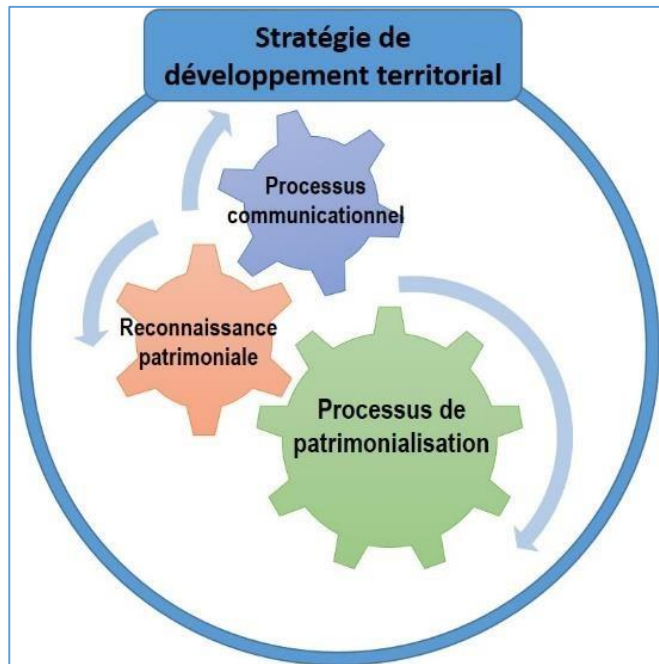 Stratégie de
développement territorial
Processus
communicationnel
Reconnaissance
patrimoniale
Processus de
patrimonialisation